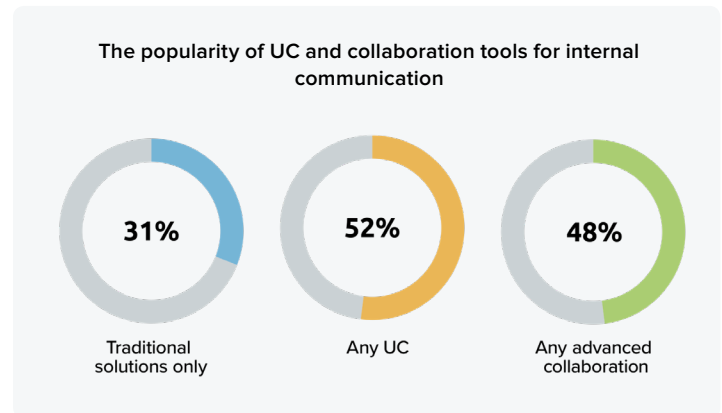 The popularity of UC and collaboration tools for internal
communication
31%
52%
48%
Traditional
solutions only
Any UC
Any advanced
collaboration